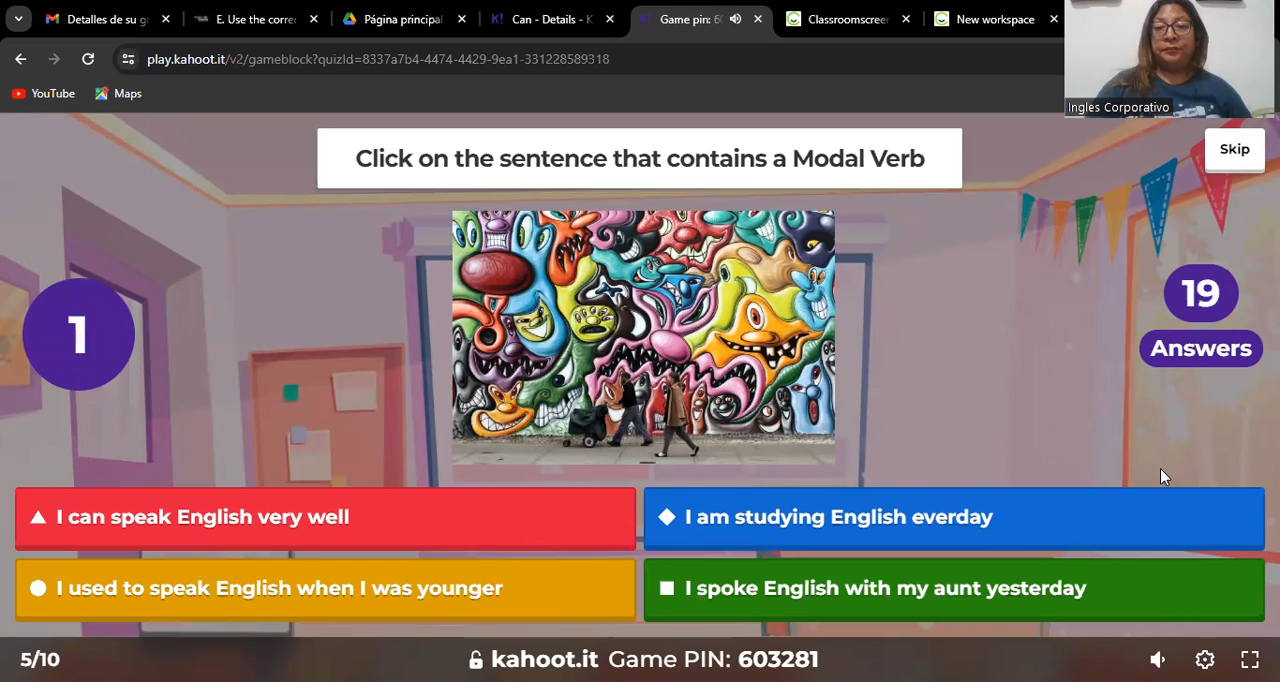 Detalles de su g
E. Use the corre
Página principal
Can - Details - K
Game pin: 6
Classroomscree
New workspace
play.kahoot.it/v2/gameblock?quizId=8337a7b4-4474-4429-9ea1-331228589318
YouTube
Maps
Ingles Corporativo
Click on the sentence that contains a Modal Verb
Skip
1
19
Answers
I can speak English very well
I am studying English everday
I used to speak English when I was younger
I spoke English with my aunt yesterday
5/10
kahoot.it Game PIN: 603281